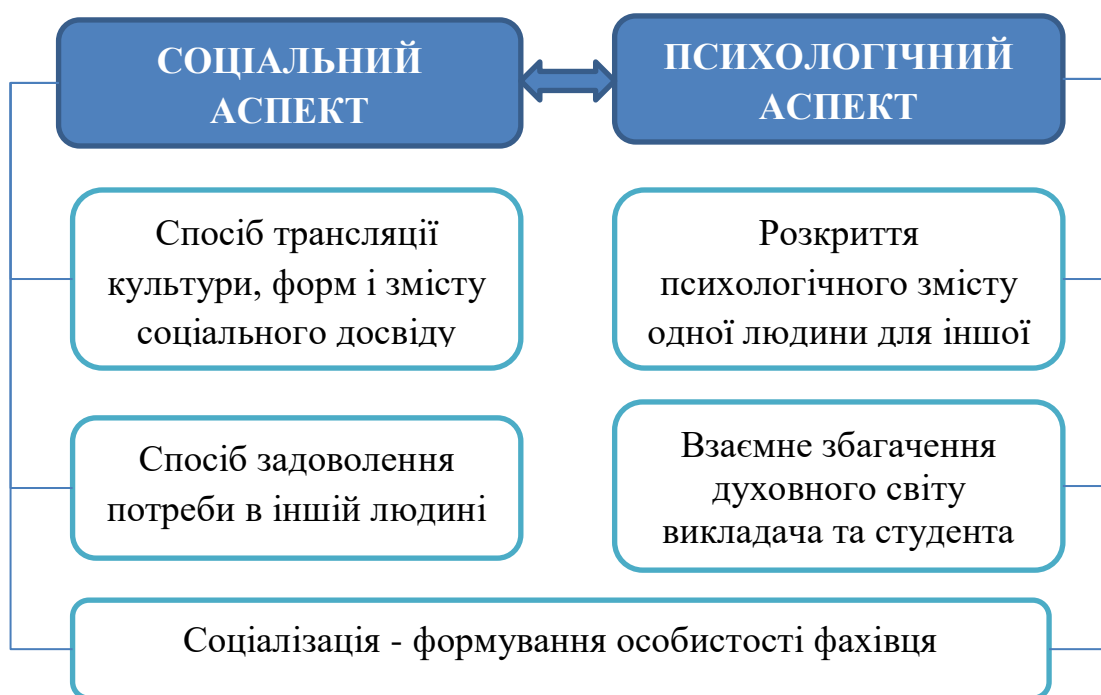 СОЦІАЛЬНИЙ
АСПЕКТ
ПСИХОЛОГІЧНИЙ
АСПЕКТ
Спосіб трансляції
культури, форм і змісту
соціального досвіду
Розкриття
психологічного змісту
одної людини для іншої
Спосіб задоволення
потреби в іншій людині
Взаємне збагачення
духовного світу
викладача та студента
Соціалізація - формування особистості фахівця